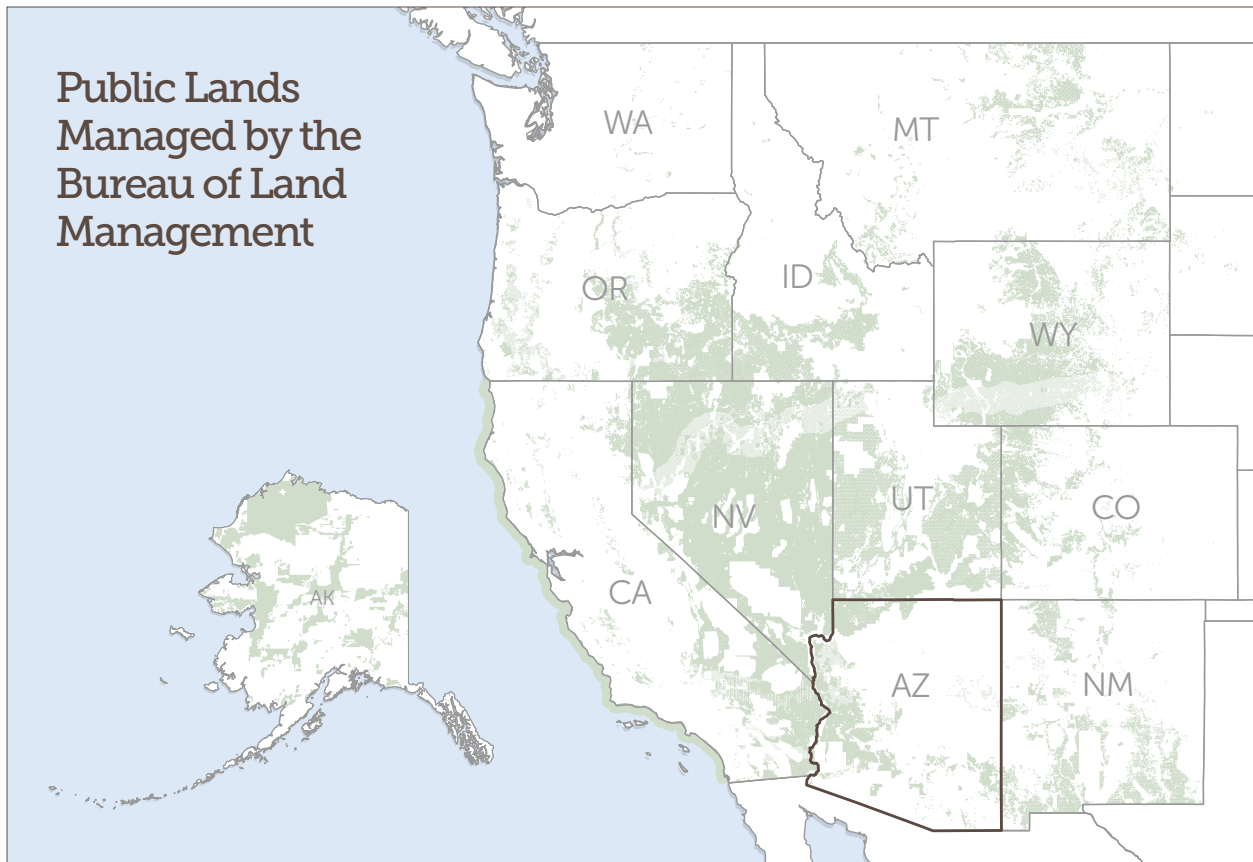 Public Lands
Managed by the
Bureau of Land
Management
WA
MT
OR
ID
WY
NV
UT
CO
CA
AK
AZ
NM